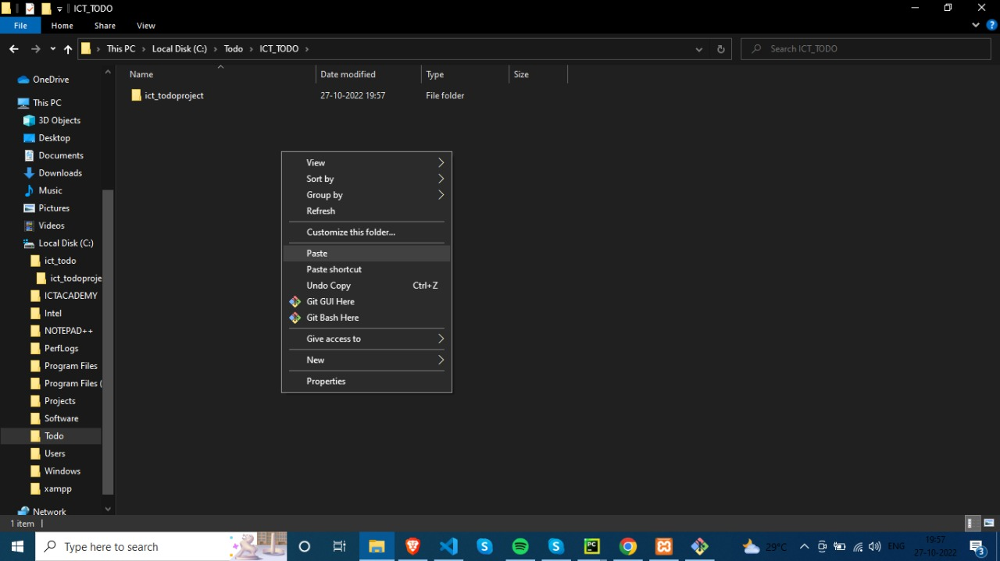 ICT_TODO
File Home Share View
This PC Local Disk (C:) Todo ICT_TODO
Search ICT_TODO
Name Date modified Type Size
ict_todoproject 27-10-2022 19:57 File folder
OneDrive
This PC
3D Objects
Desktop
Documents
Downloads
Music
Pictures
Videos
Local Disk (C:)
ict_todo
ict_todoproje
ICTACADEMY
Intel
NOTEPAD++
PerfLogs
Program Files
Program Files (
Projects
Software
Todo
Users
Windows
xampp
Network
View
Sort by
Group by
Refresh
Customize this folder...
Paste
Paste shortcut
Undo Copy Ctrl+Z
Git GUI Here
Git Bash Here
Give access to
New
Properties
1 item
Type here to search
PC
29°C
ENG
19:57
27-10-2022
3